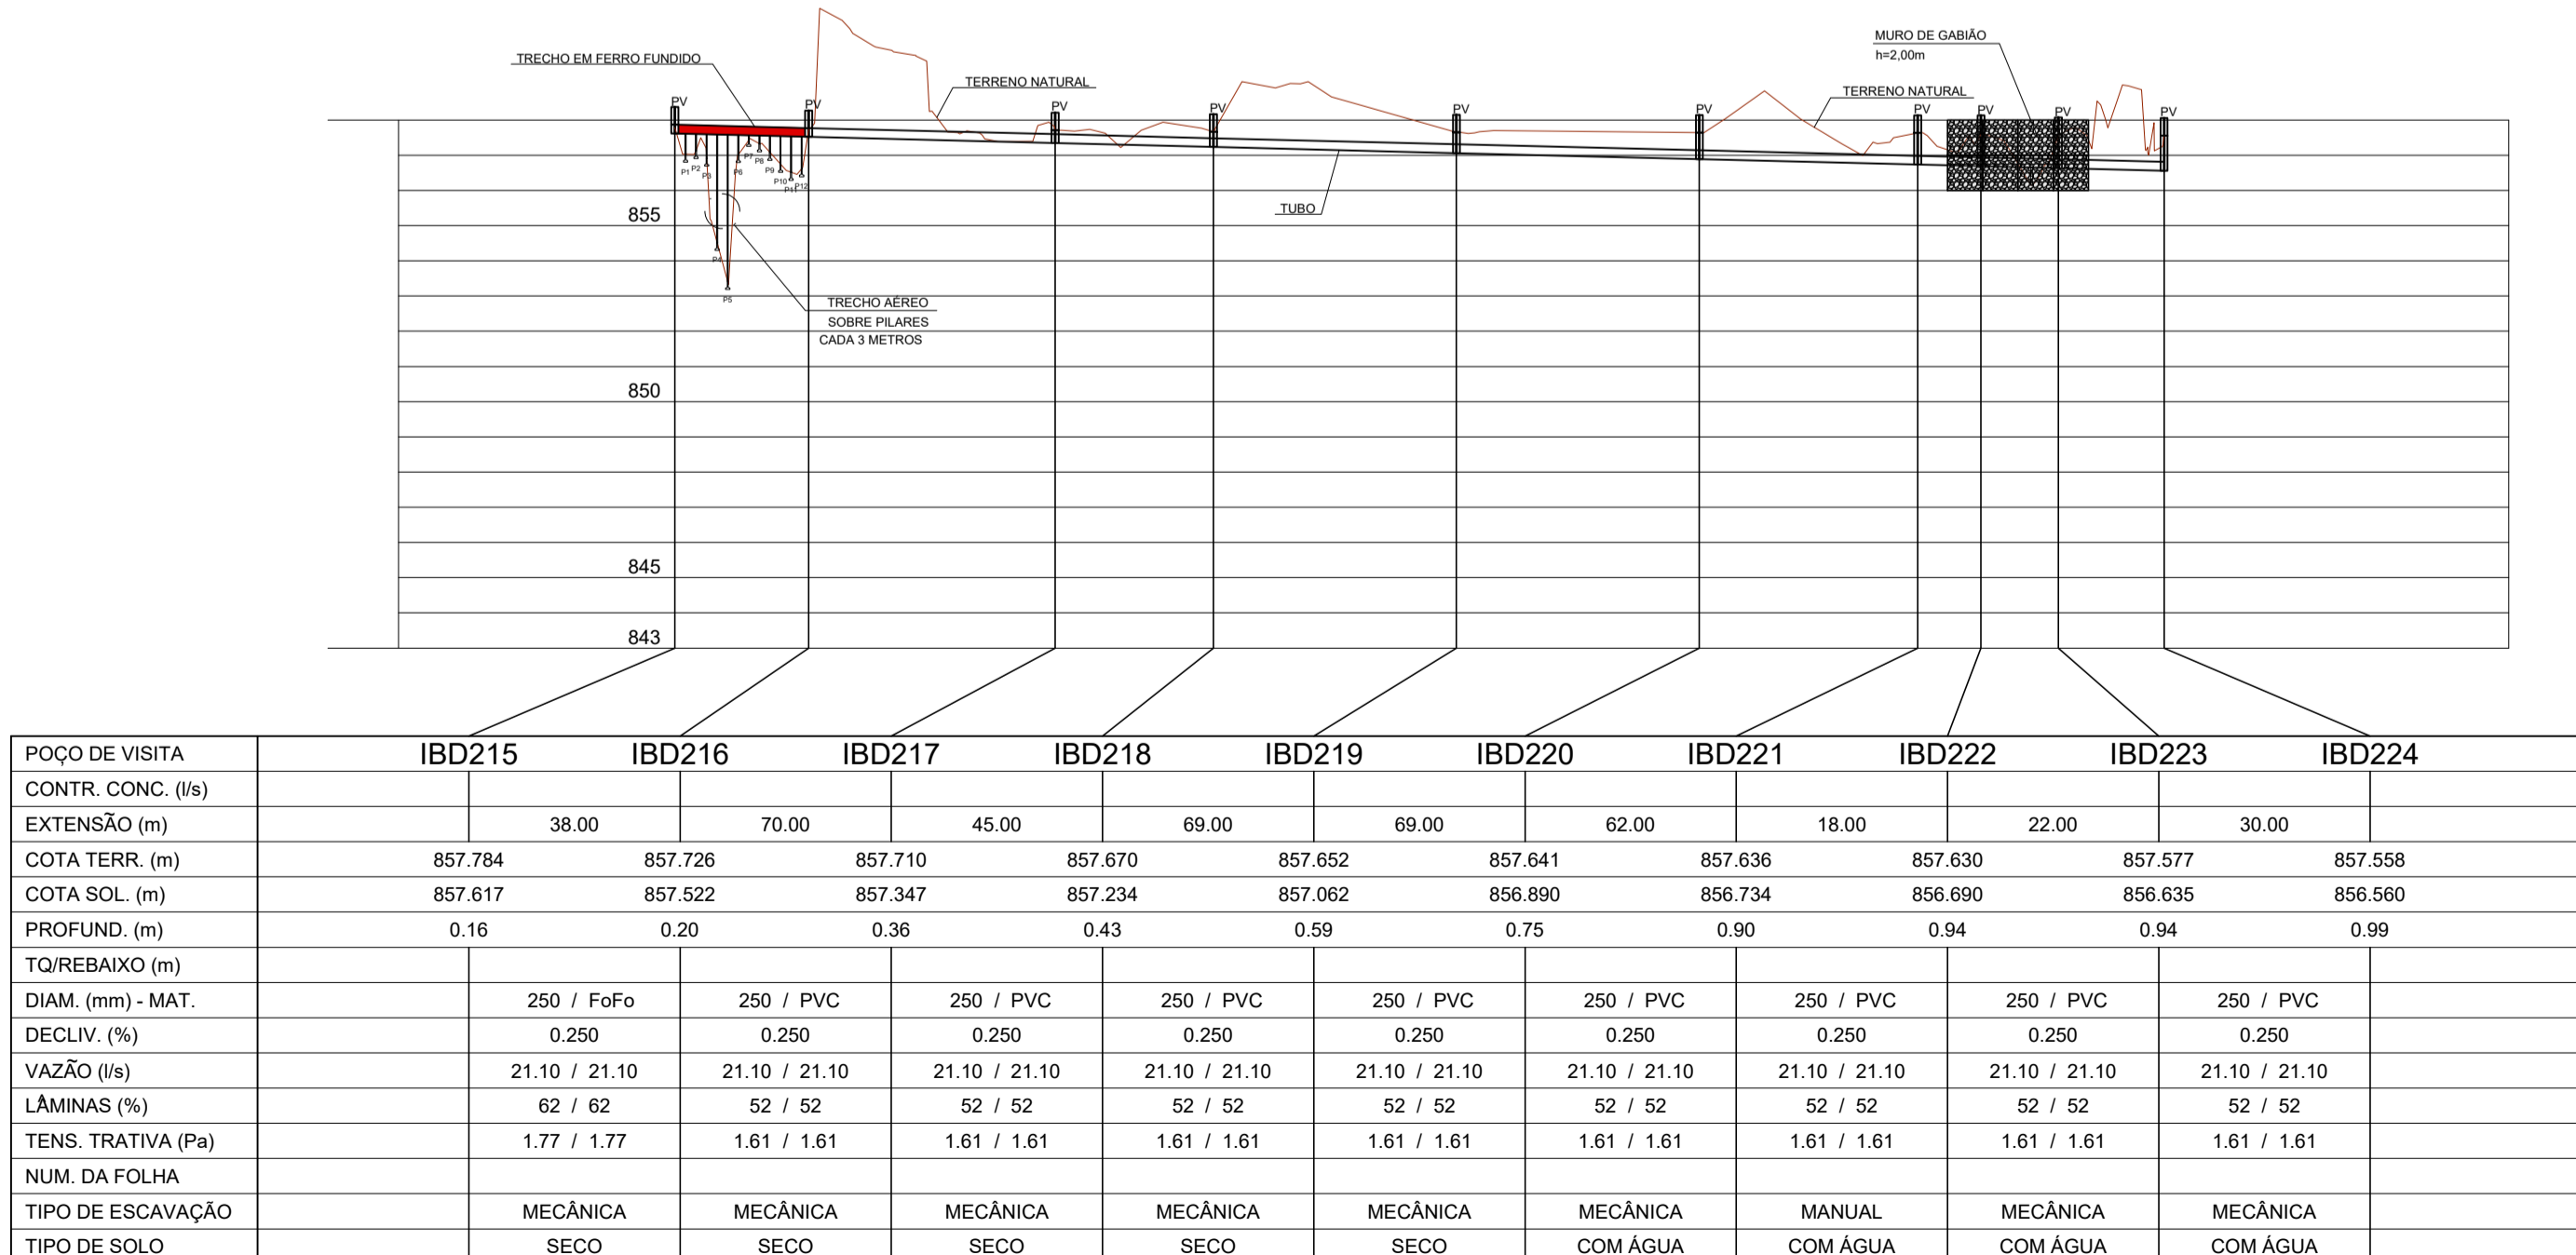 MURO DE GABIÃO
h=2,00m
TRECHO EM FERRO FUNDIDO
TERRENO NATURAL
TERRENO NATURAL
PV PV PV PV PV PV PV PV PV PV
P1 P2 P3 P4 P5 P6 P7 P8 P9 P10 P11 P12
TUBO
855
TRECHO AÉREO
SOBRE PILARES
CADA 3 METROS
850
845
843
POÇO DE VISITA IBD215 IBD216 IBD217 IBD218 IBD219 IBD220 IBD221 IBD222 IBD223 IBD224
CONTR. CONC. (l/s)
EXTENSÃO (m) 38.00 70.00 45.00 69.00 69.00 62.00 18.00 22.00 30.00
COTA TERR. (m) 857.784 857.726 857.710 857.670 857.652 857.641 857.636 857.630 857.577 857.558
COTA SOL. (m) 857.617 857.522 857.347 857.234 857.062 856.890 856.734 856.690 856.635 856.560
PROFUND. (m) 0.16 0.20 0.36 0.43 0.59 0.75 0.90 0.94 0.94 0.99
TQ/REBAIXO (m)
DIAM. (mm) - MAT. 250 / FoFo 250 / PVC 250 / PVC 250 / PVC 250 / PVC 250 / PVC 250 / PVC 250 / PVC 250 / PVC
DECLIV. (%) 0.250 0.250 0.250 0.250 0.250 0.250 0.250 0.250 0.250
VAZÃO (l/s) 21.10 / 21.10 21.10 / 21.10 21.10 / 21.10 21.10 / 21.10 21.10 / 21.10 21.10 / 21.10 21.10 / 21.10 21.10 / 21.10 21.10 / 21.10
LÂMINAS (%) 62 / 62 52 / 52 52 / 52 52 / 52 52 / 52 52 / 52 52 / 52 52 / 52 52 / 52
TENS. TRATIVA (Pa) 1.77 / 1.77 1.61 / 1.61 1.61 / 1.61 1.61 / 1.61 1.61 / 1.61 1.61 / 1.61 1.61 / 1.61 1.61 / 1.61 1.61 / 1.61
NUM. DA FOLHA
TIPO DE ESCAVAÇÃO MECÂNICA MECÂNICA MECÂNICA MECÂNICA MECÂNICA MECÂNICA MANUAL MECÂNICA MECÂNICA
TIPO DE SOLO SECO SECO SECO SECO SECO COM ÁGUA COM ÁGUA COM ÁGUA COM ÁGUA